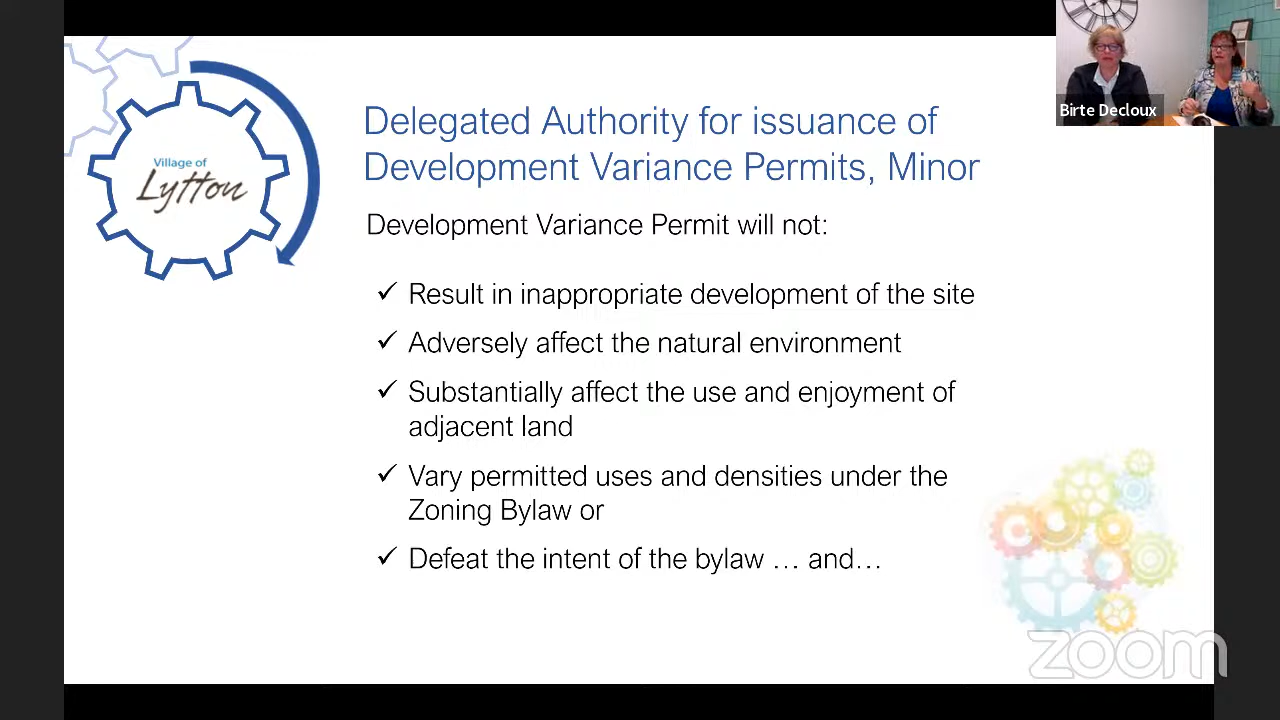 Birte Decloux
Village of
Lytton
Delegated Authority for issuance of
Development Variance Permits, Minor
Development Variance Permit will not:
✓ Result in inappropriate development of the site
✓ Adversely affect the natural environment
✓ Substantially affect the use and enjoyment of
adjacent land
✓ Vary permitted uses and densities under the
Zoning Bylaw or
✓ Defeat the intent of the bylaw … and…
zoom